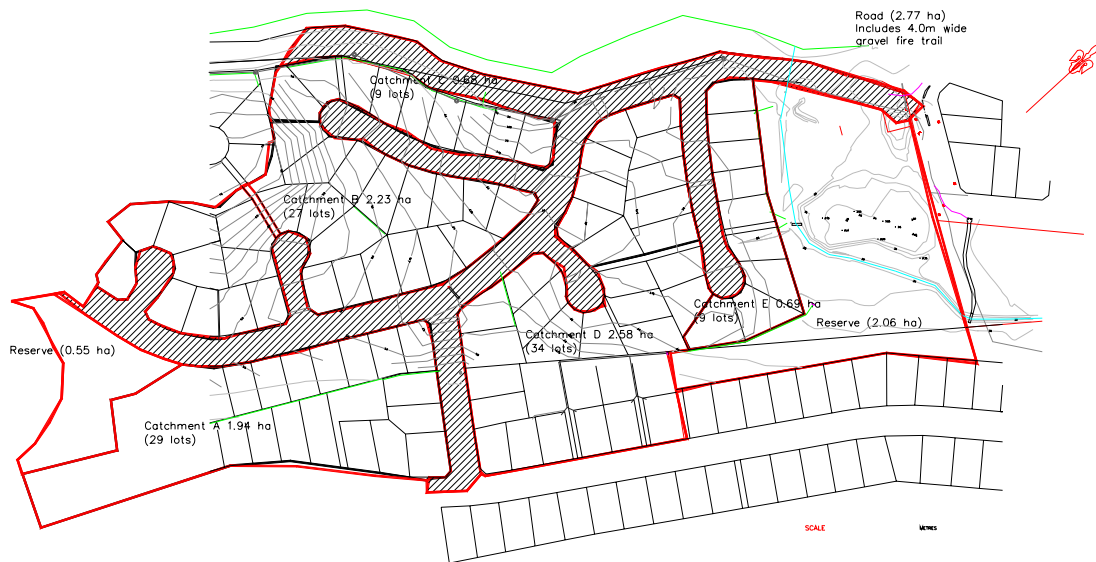 Road (2.77 ha)
Includes 4.0m wide
gravel fire trail
Catchment C 0.68 ha
(9 lots)
Catchment B 2.23 ha
(27 lots)
Catchment E 0.69 ha
(9 lots)
Reserve (2.06 ha)
Catchment D 2.58 ha
(34 lots)
Reserve (0.55 ha)
Catchment A 1.94 ha
(29 lots)
SCALE
METRES